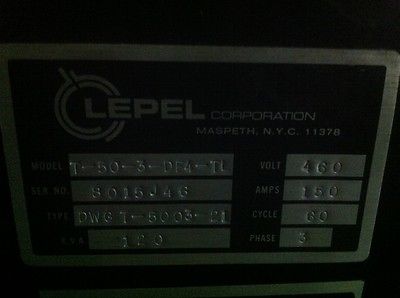 LEPEL CORPORATION
MASPETH, N.Y.C. 11378
MODEL T-50-3-DF4-TL VOLT 460
SER NO. 8015J46 AMPS 150
TYPE DWG T-5003-21 CYCLE 60
K.V.A. 120 PHASE 3